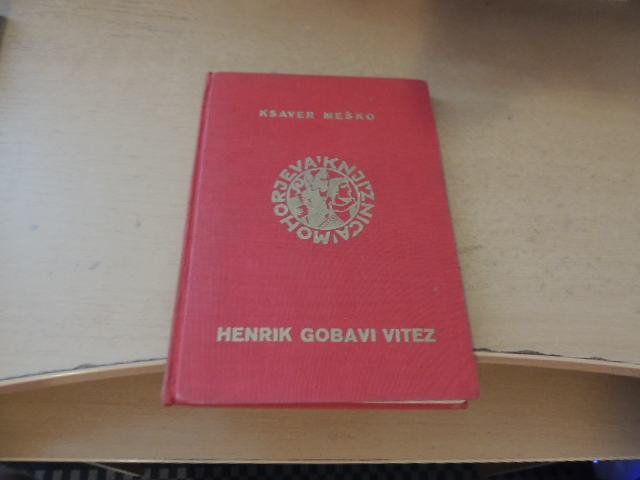 KSAVER MEŠKO
MOHORJEVA KNJIŽNICA
HENRIK GOBAVI VITEZ